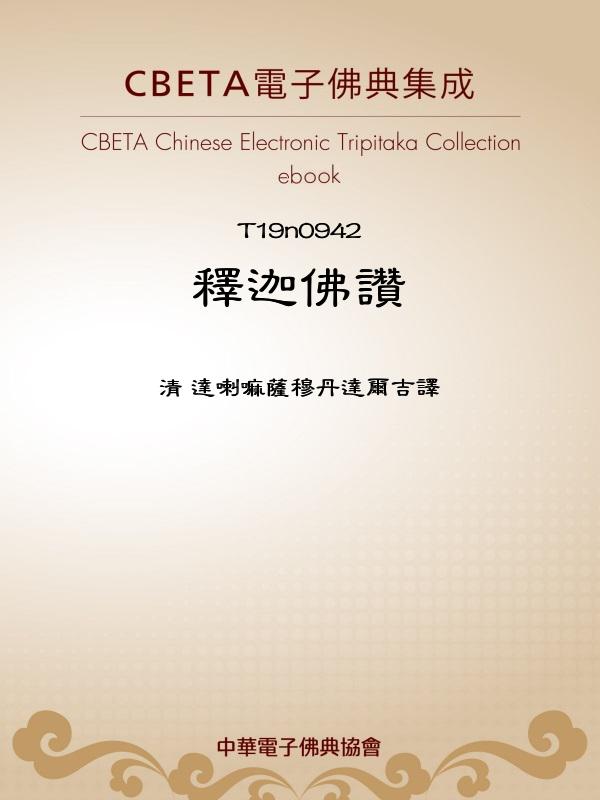 CBETA電子佛典集成
CBETA Chinese Electronic Tripitaka Collection
ebook
T19n0942
釋迦佛讚
清 達喇嘛薩穆丹達爾吉譯
中華電子佛典協會